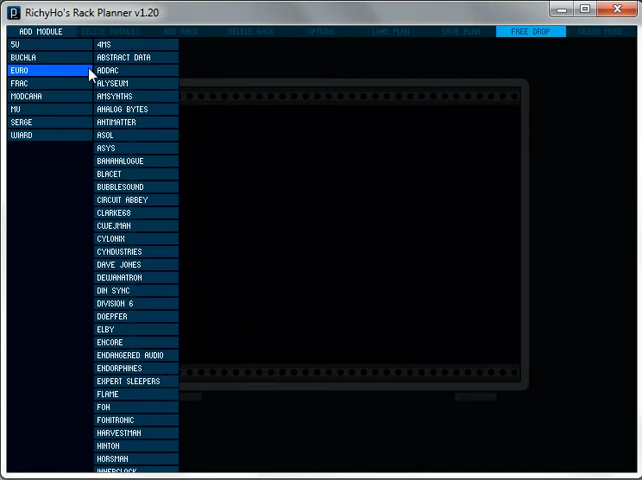 RichyHo's Rack Planner v1.20
ADD MODULE DELETE MODULES ADD RACK DELETE RACK OPTIONS LOAD PLAN SAVE PLAN FREE DROP DEBUG MODE
5U
BUCHLA
EURO
FRAC
MODCANA
MU
SERGE
WIARD
4MS
ABSTRACT DATA
ADDAC
ALYSEUM
AMSYNTHS
ANALOG BYTES
ANTIMATTER
ASOL
ASYS
BANANALOGUE
BLACET
BUBBLESOUND
CIRCUIT ABBEY
CLARKE68
CWEJMAN
CYLONIX
CYNDUSTRIES
DAVE JONES
DEWANATRON
DIN SYNC
DIVISION 6
DOEPFER
ELBY
ENCORE
ENDANGERED AUDIO
ENDORPHINES
EXPERT SLEEPERS
FLAME
FOH
FONITRONIC
HARVESTMAN
HINTON
HORSMAN
INNERCLOCK